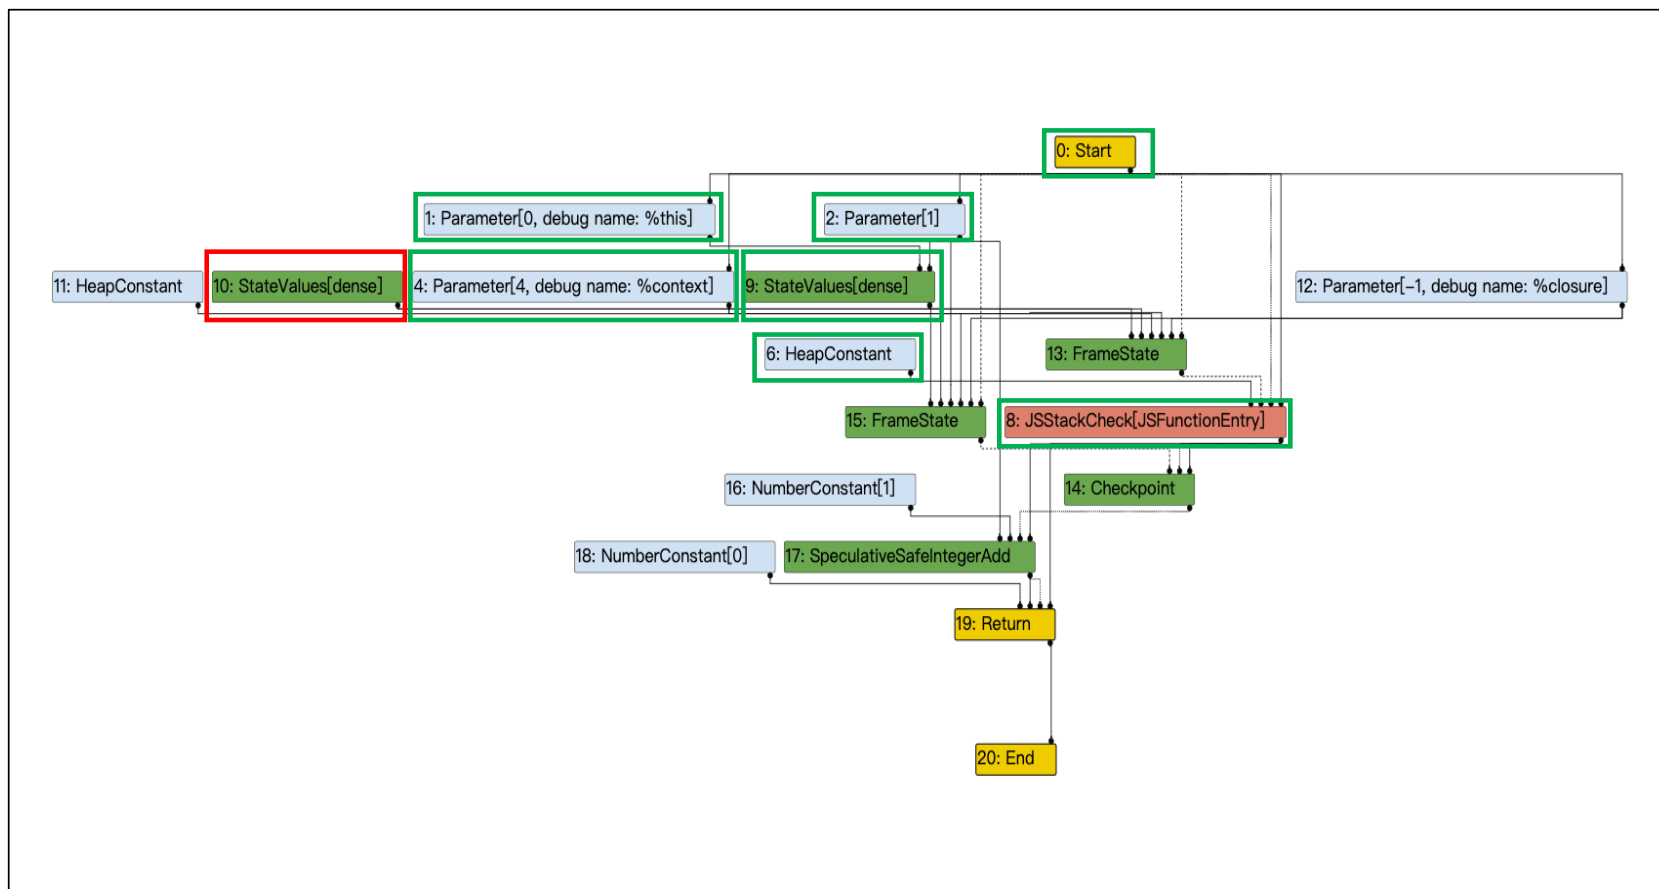 0: Start
1: Parameter[0, debug name: %this]
2: Parameter[1]
11: HeapConstant
10: StateValues[dense]
4: Parameter[4, debug name: %context]
9: StateValues[dense]
12: Parameter[−1, debug name: %closure]
6: HeapConstant
13: FrameState
15: FrameState
8: JSStackCheck[JSFunctionEntry]
16: NumberConstant[1]
14: Checkpoint
18: NumberConstant[0]
17: SpeculativeSafeIntegerAdd
19: Return
20: End